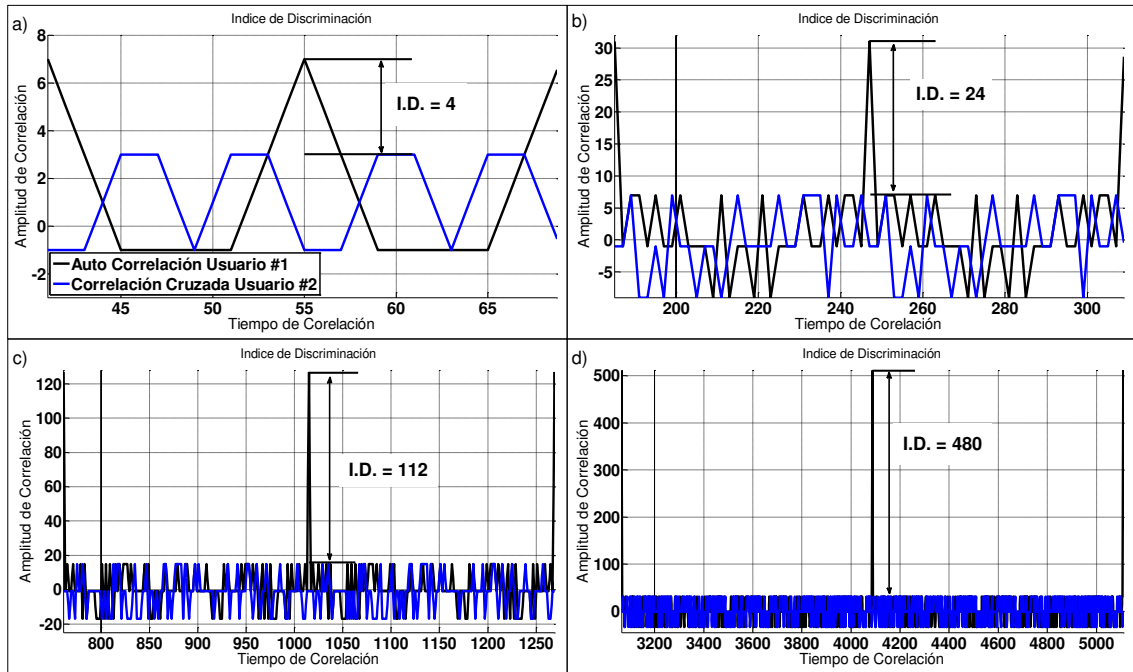 a)
Indice de Discriminación
8
6
4
2
0
-2
45
50
55
60
65
Amplitud de Correlación
Tiempo de Corelación
I.D. = 4
Auto Correlación Usuario #1
Correlación Cruzada Usuario #2
b)
Indice de Discriminación
30
25
20
15
10
5
0
-5
200
220
240
260
280
300
Amplitud de Correlación
Tiempo de Corelación
I.D. = 24
c)
Indice de Discriminación
120
100
80
60
40
20
0
-20
800
850
900
950
1000
1050
1100
1150
1200
1250
Amplitud de Correlación
Tiempo de Corelación
I.D. = 112
d)
Indice de Discriminación
500
400
300
200
100
0
3200
3400
3600
3800
4000
4200
4400
4600
4800
5000
Amplitud de Correlación
Tiempo de Corelación
I.D. = 480